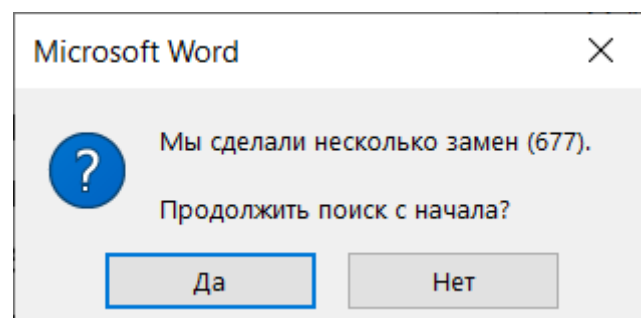 Microsoft Word
Мы сделали несколько замен (677).
Продолжить поиск с начала?
Да
Нет